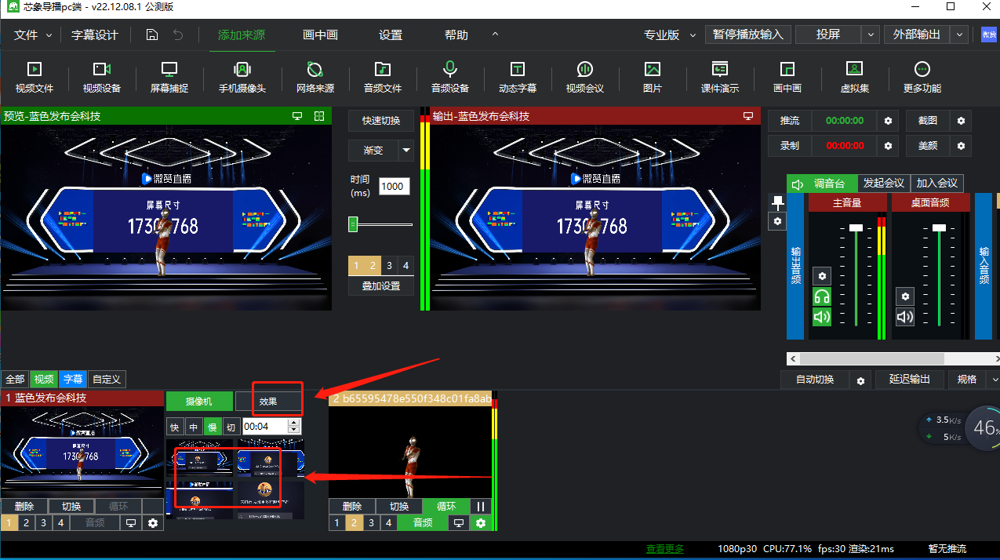 芯象导播pc端 - v22.12.08.1 公测版
文件 字幕设计 添加来源 画中画 设置 帮助 专业版 暂停播放输入 投屏 外部输出 微赞
视频文件 视频设备 屏幕捕捉 手机摄像头 网络来源 音频文件 音频设备 动态字幕 视频会议 图片 课件演示 画中画 虚拟集 更多功能
预览-蓝色发布会科技
微赞直播
屏幕尺寸
快速切换
渐变
时间
(ms)
1000
1 2 3 4
叠加设置
输出-蓝色发布会科技
微赞直播
屏幕尺寸
推流 00:00:00 截图
录制 00:00:00 美颜
调音台 发起会议 加入会议
主音量 桌面音频
输出音频
输入音频
自动切换 延迟输出 规格
全部 视频 字幕 自定义
1 蓝色发布会科技
微赞直播
屏幕尺寸
删除 切换 循环
1 2 3 4 音频
摄像机 效果
快 中 慢 切 00:04
2 b65595478e550f348c01fa8ab
删除 切换 循环
1 2 3 4 音频
3.5K/s
5K/s
46%
查看更多 1080p30 CPU:77.1% fps:30 渲染:21ms 暂无推流